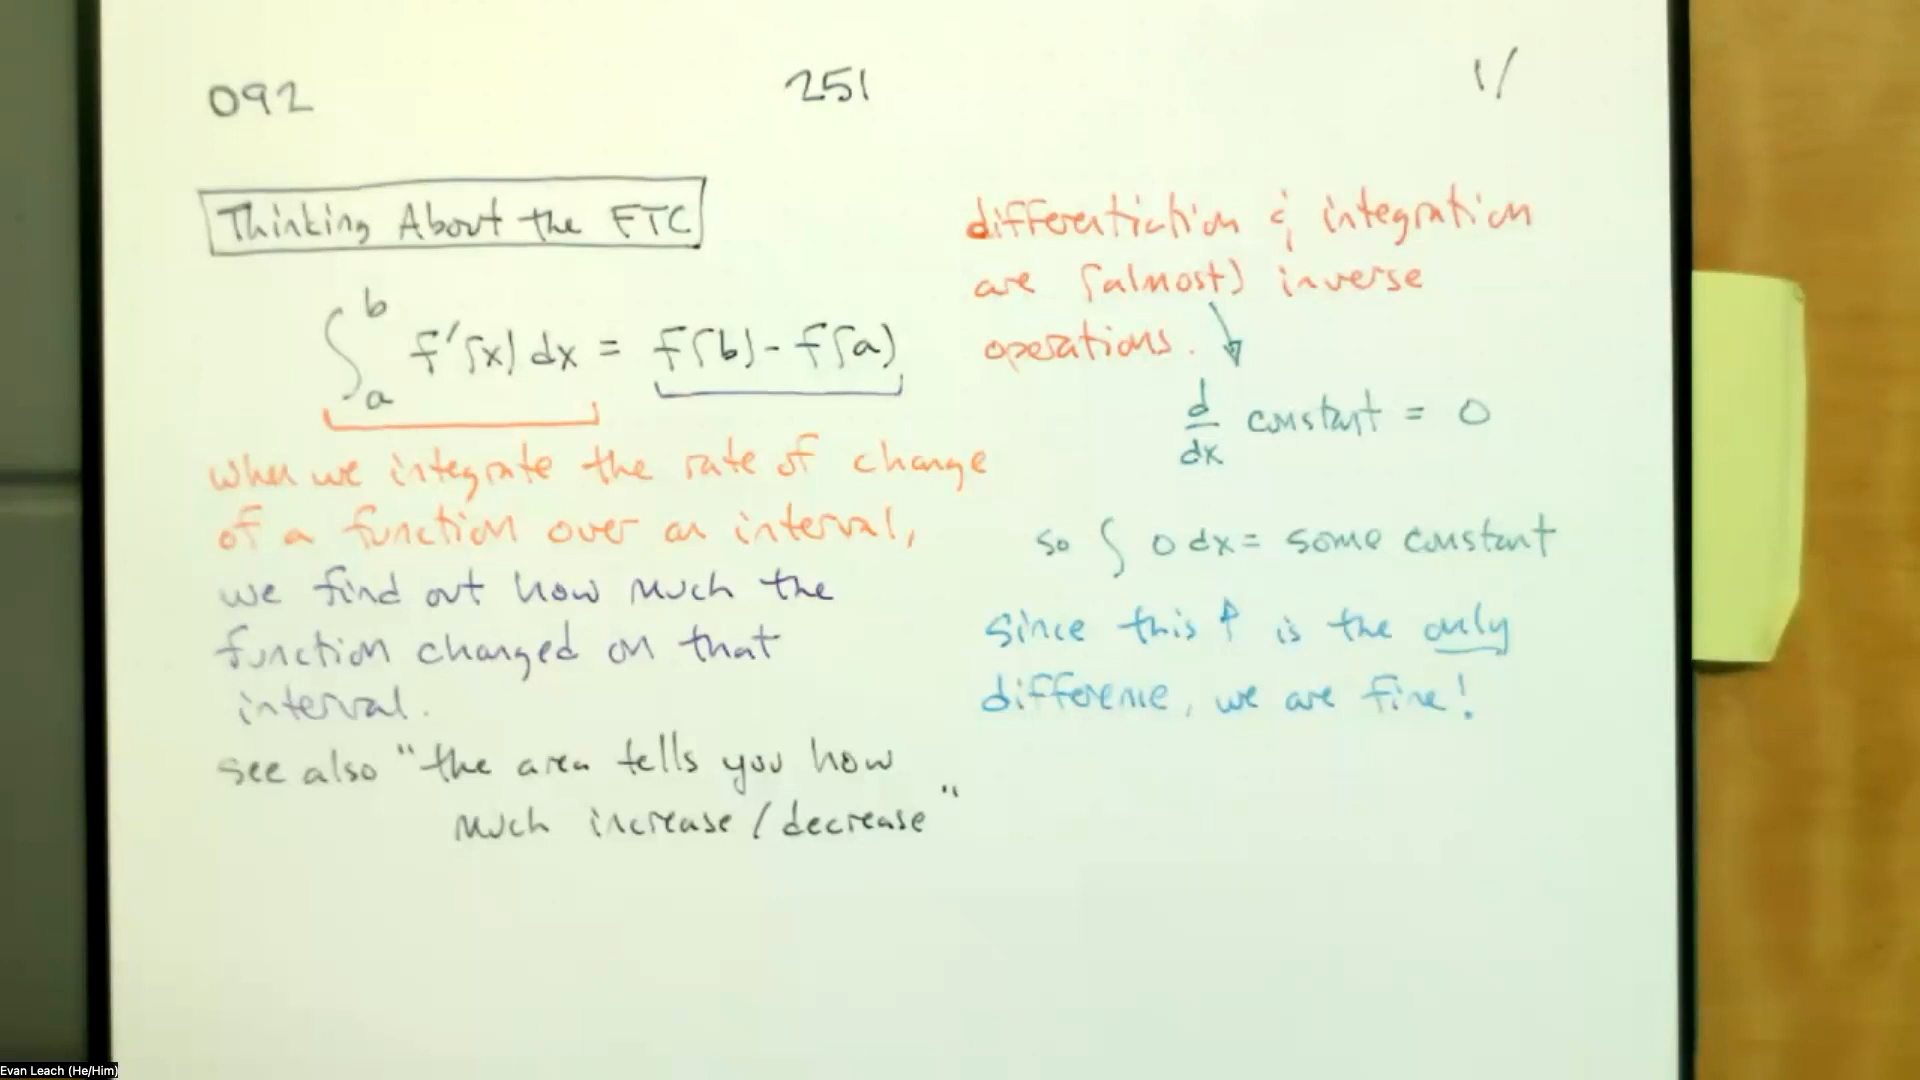 092 251 1/
Thinking About the FTC
∫_a^b f'(x) dx = f(b) - f(a)
when we integrate the rate of change
of a function over an interval,
we find out how much the
function changed on that
interval.
see also "the area tells you how
much increase / decrease"
differentiation & integration
are (almost) inverse
operations.
d/dx constant = 0
so ∫ 0 dx = some constant
since this ↑ is the only
difference, we are fine!
Evan Leach (He/Him)